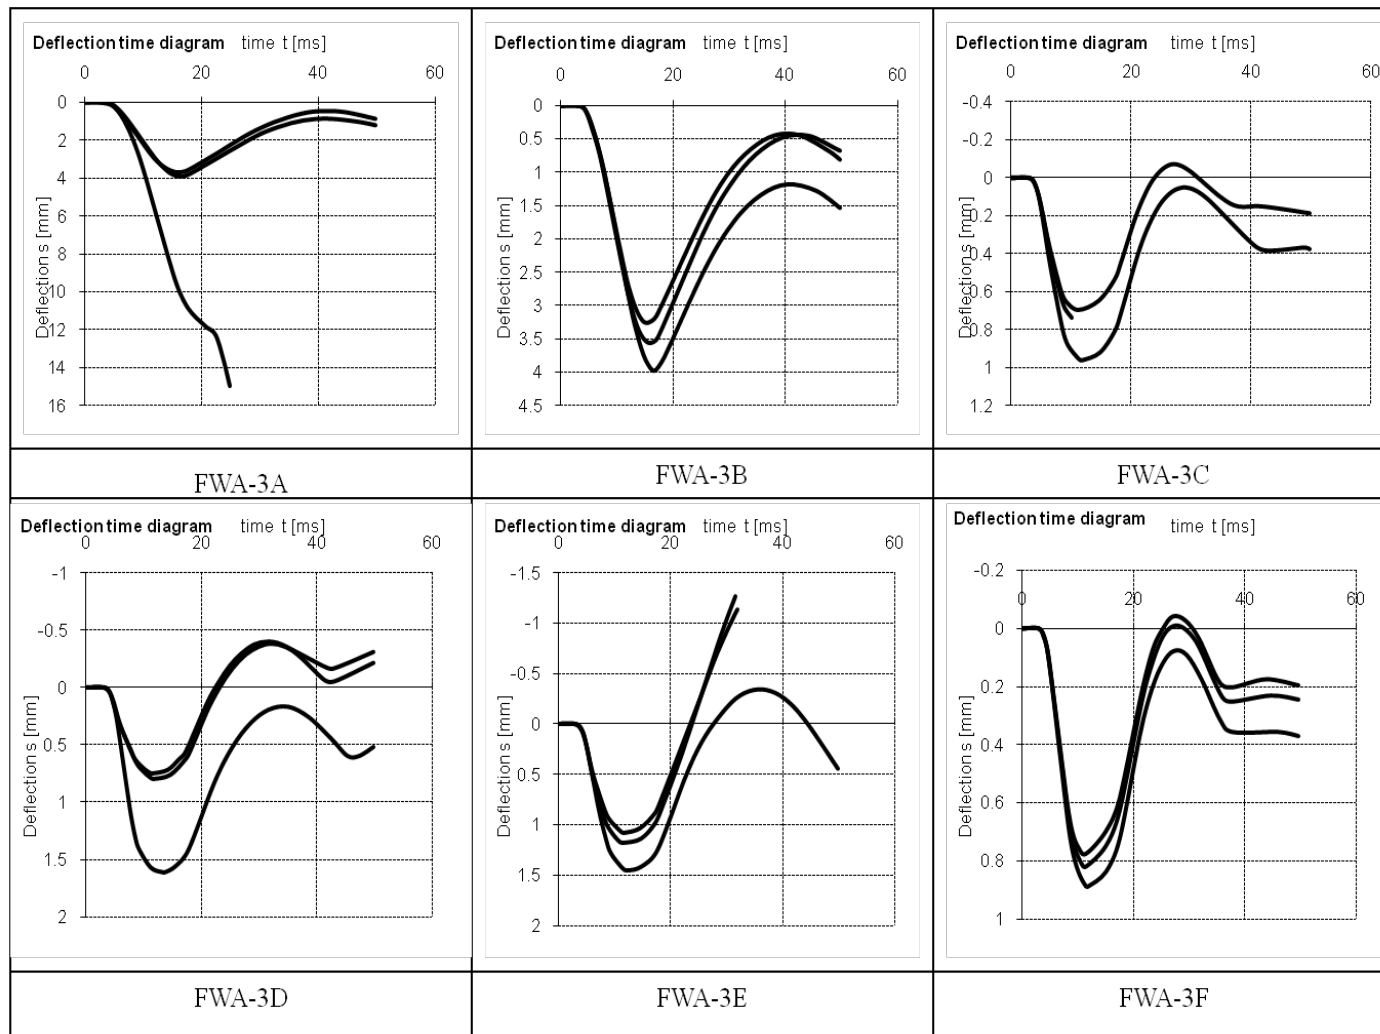 Deflection time diagram time t [ms]
0 20 40 60
0
2
4
6
8
10
12
14
16
Deflection s [mm]
FWA-3A
Deflection time diagram time t [ms]
0 20 40 60
0
0.5
1
1.5
2
2.5
3
3.5
4
4.5
Deflection s [mm]
FWA-3B
Deflection time diagram time t [ms]
0 20 40 60
-0.4
-0.2
0
0.2
0.4
0.6
0.8
1
1.2
Deflection s [mm]
FWA-3C
Deflection time diagram time t [ms]
0 20 40 60
-1
-0.5
0
0.5
1
1.5
2
Deflection s [mm]
FWA-3D
Deflection time diagram time t [ms]
0 20 40 60
-1.5
-1
-0.5
0
0.5
1
1.5
2
Deflection s [mm]
FWA-3E
Deflection time diagram time t [ms]
-0.2
0 20 40 60
0
0.2
0.4
0.6
0.8
1
Deflection s [mm]
FWA-3F